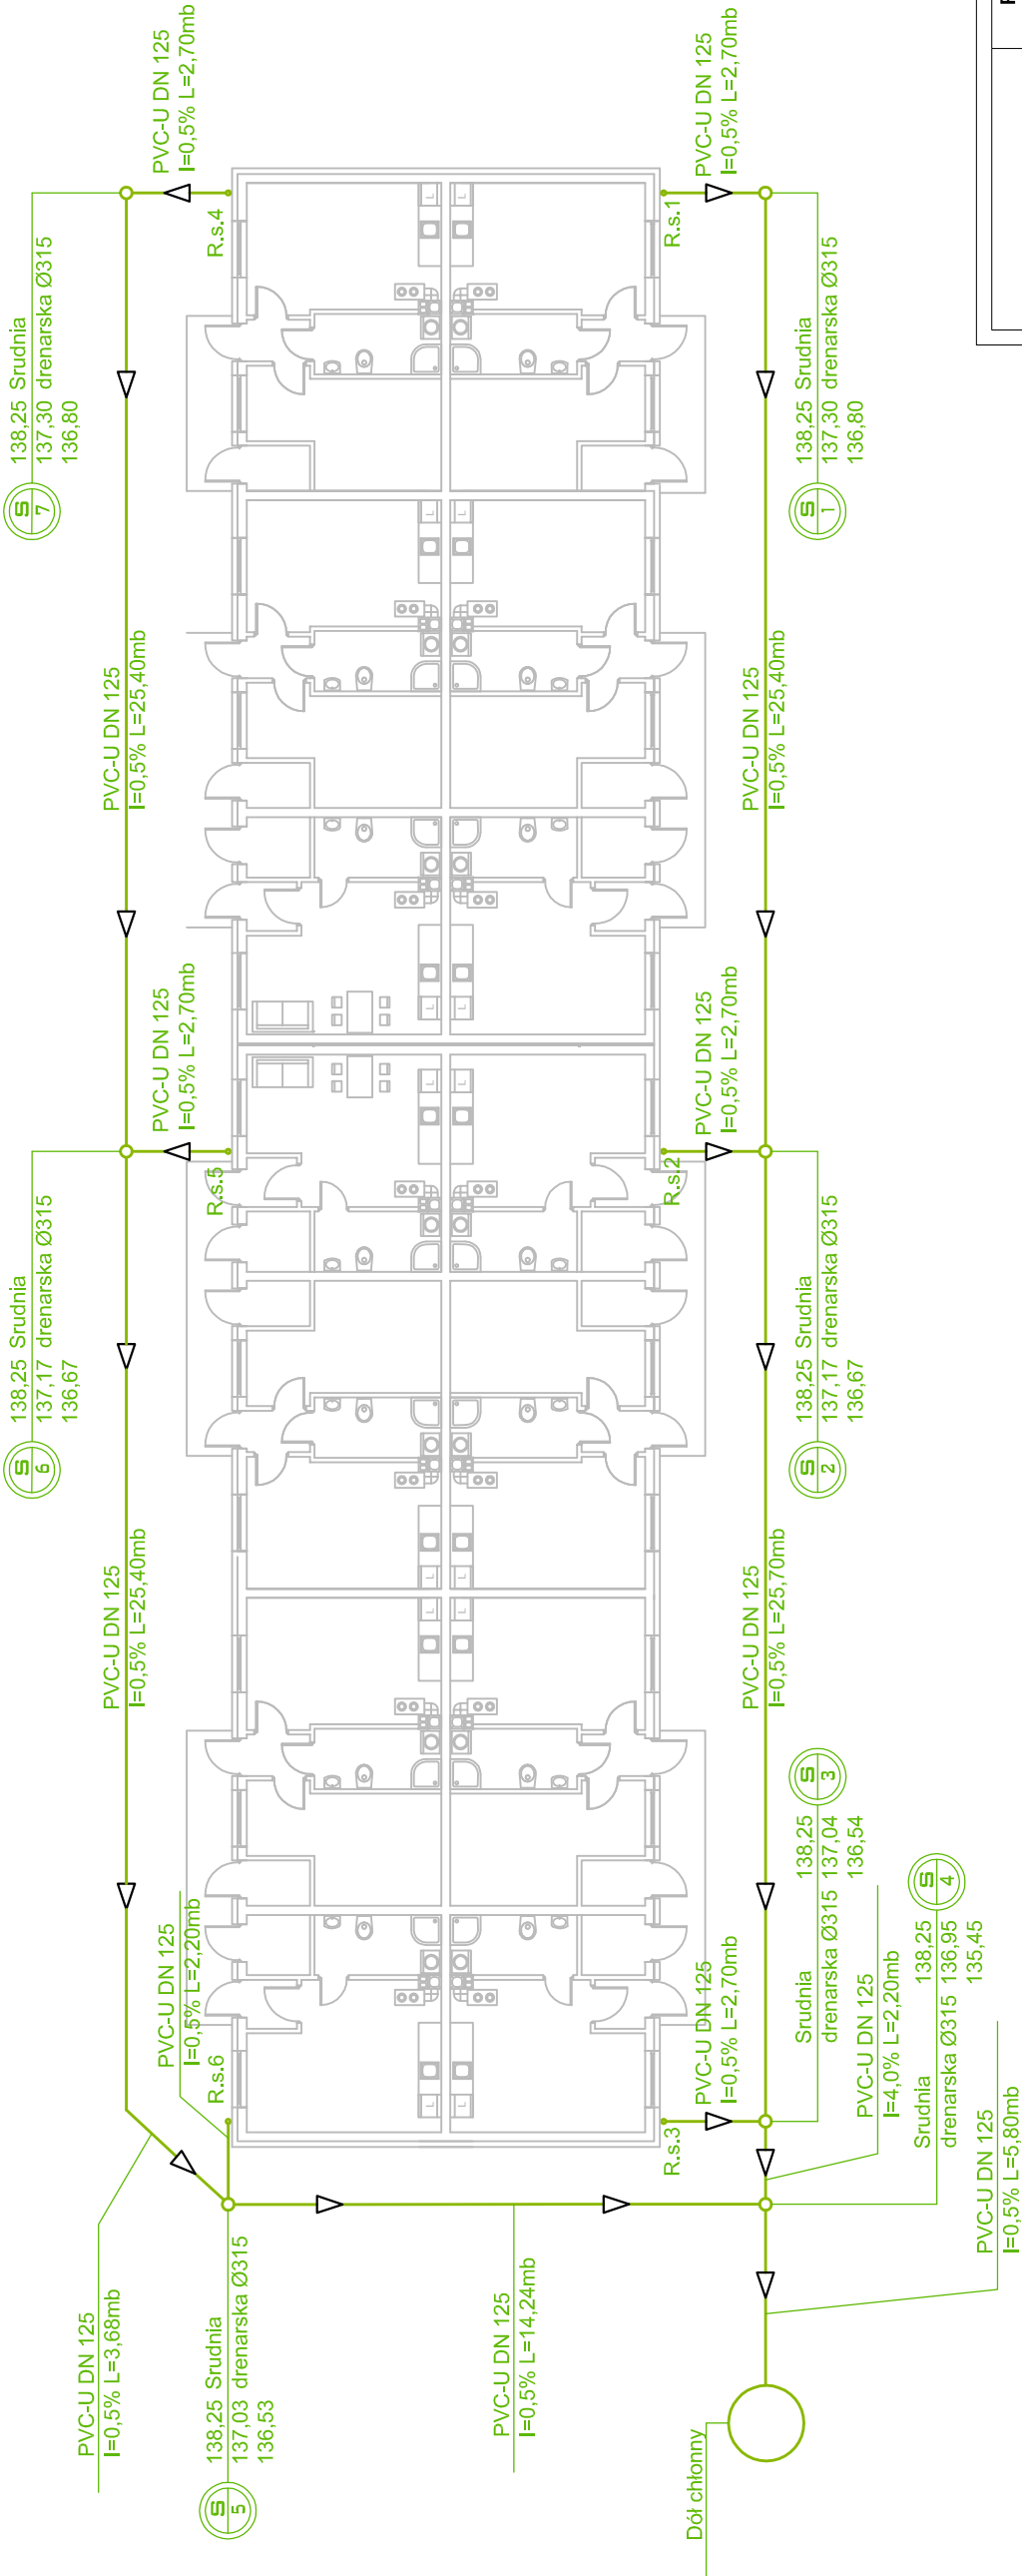 PVC-U DN 125
I=0,5% L=2,70mb
PVC-U DN 125
I=0,5% L=2,70mb
R.s.4
R.s.1
138,25 Srudnia
137,30 drenarska Ø315
136,80
S
7
138,25 Srudnia
137,30 drenarska Ø315
136,80
S
1
PVC-U DN 125
I=0,5% L=25,40mb
PVC-U DN 125
I=0,5% L=25,40mb
PVC-U DN 125
I=0,5% L=2,70mb
PVC-U DN 125
I=0,5% L=2,70mb
R.s.5
R.s.2
138,25 Srudnia
137,17 drenarska Ø315
136,67
S
6
138,25 Srudnia
137,17 drenarska Ø315
136,67
S
2
PVC-U DN 125
I=0,5% L=25,40mb
PVC-U DN 125
I=0,5% L=25,70mb
S
3
138,25
Srudnia
drenarska Ø315 137,04
136,54
S
4
138,25
Srudnia
drenarska Ø315 136,95
135,45
PVC-U DN 125
I=0,5% L=2,20mb
R.s.6
PVC-U DN 125
I=0,5% L=2,70mb
R.s.3
PVC-U DN 125
I=4,0% L=2,20mb
PVC-U DN 125
I=0,5% L=5,80mb
PVC-U DN 125
I=0,5% L=3,68mb
138,25 Srudnia
137,03 drenarska Ø315
136,53
S
5
PVC-U DN 125
I=0,5% L=14,24mb
Dół chłonny